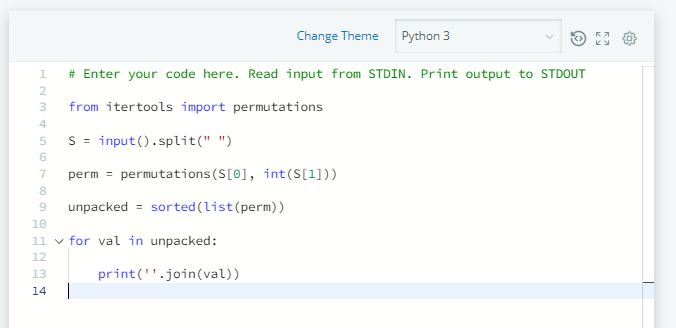 Change Theme Python 3
1 # Enter your code here. Read input from STDIN. Print output to STDOUT
2
3 from itertools import permutations
4
5 S = input().split(" ")
6
7 perm = permutations(S[0], int(S[1]))
8
9 unpacked = sorted(list(perm))
10
11 for val in unpacked:
12
13     print(''.join(val))
14